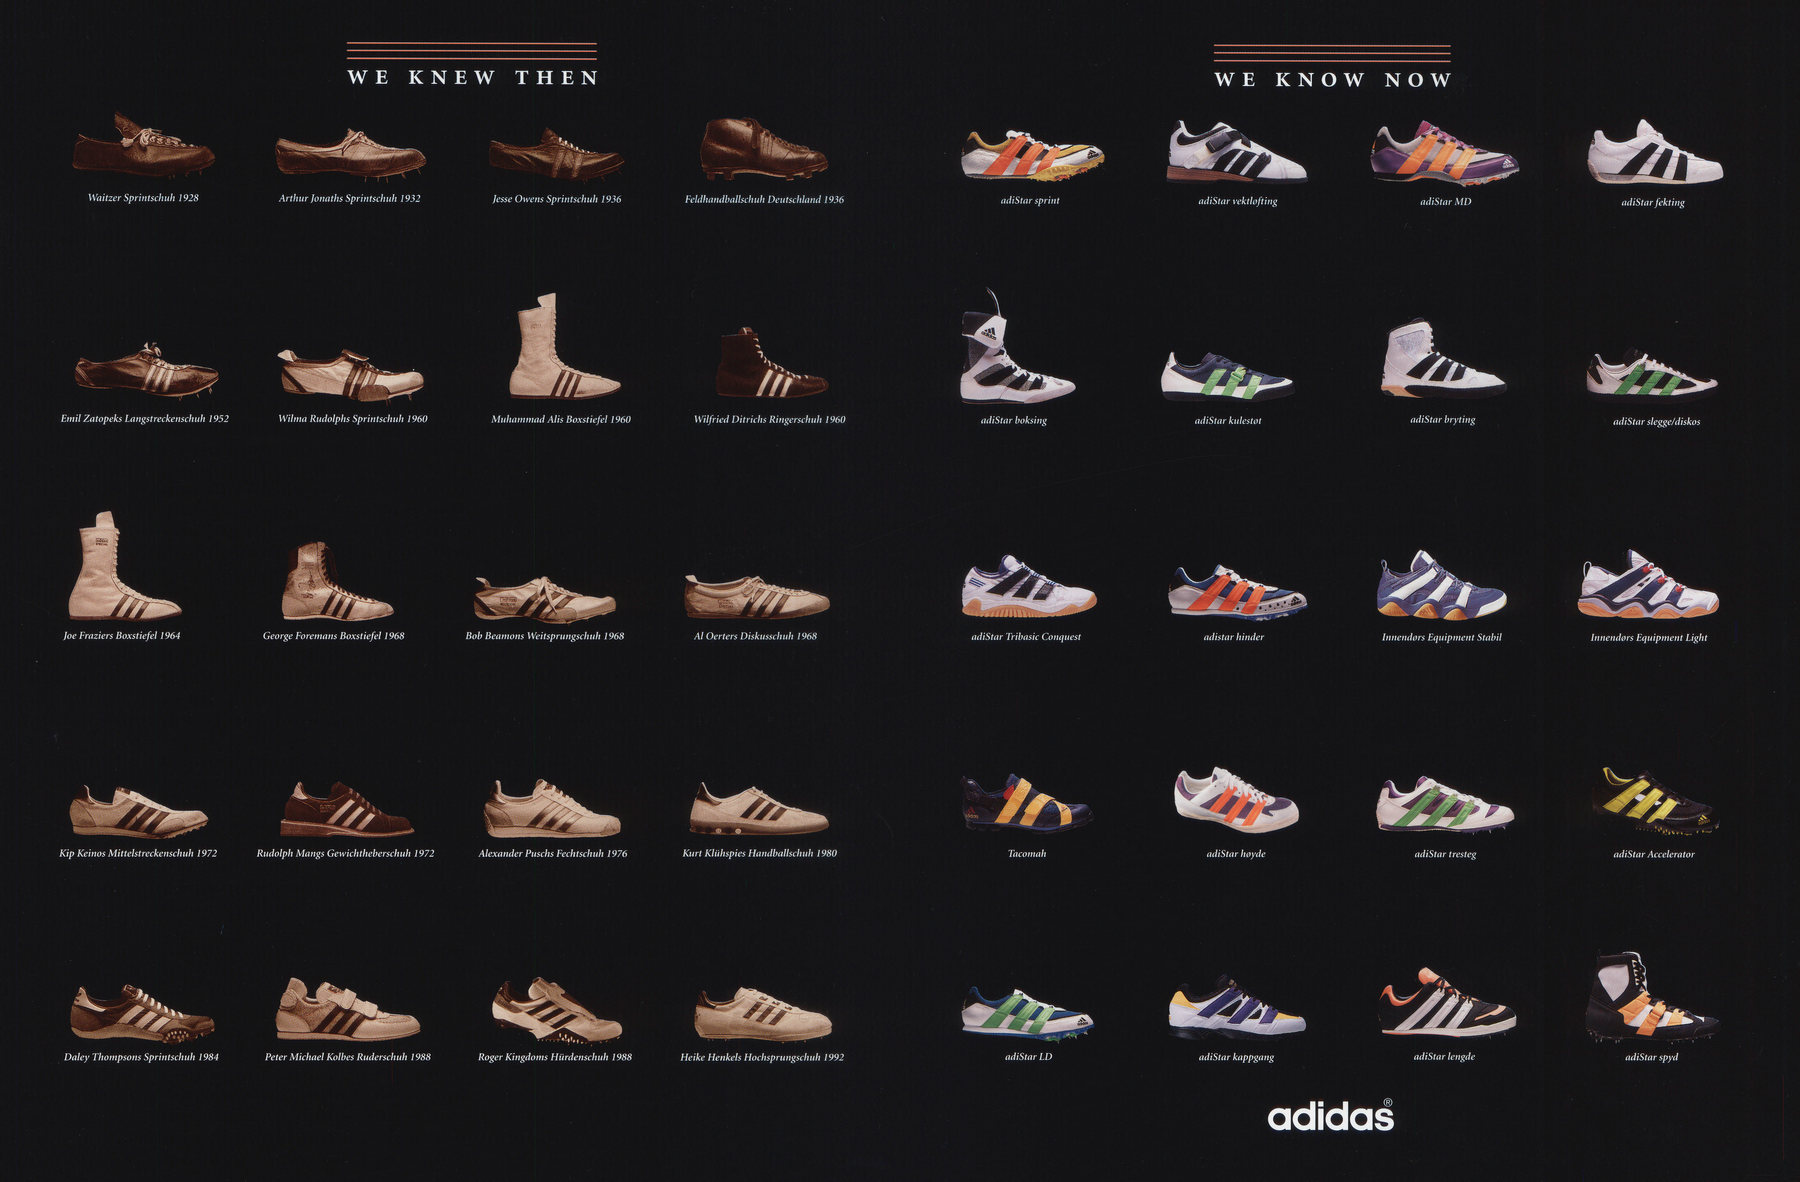 WE KNEW THEN
Waitzer Sprintschuh 1928
Arthur Jonaths Sprintschuh 1932
Jesse Owens Sprintschuh 1936
Feldhandballschuh Deutschland 1936
Emil Zatopeks Langstreckenschuh 1952
Wilma Rudolphs Sprintschuh 1960
Muhammad Alis Boxstiefel 1960
Wilfried Ditrichs Ringerschuh 1960
Joe Fraziers Boxstiefel 1964
George Foremans Boxstiefel 1968
Bob Beamons Weitsprungschuh 1968
Al Oerters Diskusschuh 1968
Kip Keinos Mittelstreckenschuh 1972
Rudolph Mangs Gewichtheberschuh 1972
Alexander Puschs Fechtschuh 1976
Kurt Klühspies Handballschuh 1980
Daley Thompsons Sprintschuh 1984
Peter Michael Kolbes Ruderschuh 1988
Roger Kingdoms Hürdenschuh 1988
Heike Henkels Hochsprungschuh 1992
WE KNOW NOW
adiStar sprint
adiStar vektløfting
adiStar MD
adiStar fekting
adiStar boksing
adiStar kulestøt
adiStar bryting
adiStar slegge/diskos
adiStar Tribasic Conquest
adistar hinder
Innendørs Equipment Stabil
Innendørs Equipment Light
Tacomah
adiStar høyde
adiStar tresteg
adiStar Accelerator
adiStar LD
adiStar kappgang
adiStar lengde
adiStar spyd
adidas®